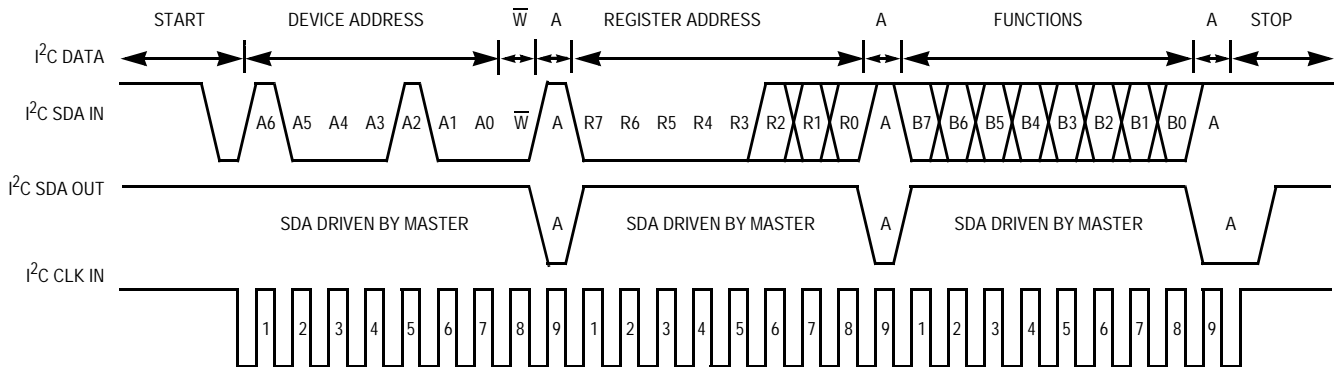 START DEVICE ADDRESS W̅ A REGISTER ADDRESS A FUNCTIONS A STOP
I²C DATA
I²C SDA IN A6 A5 A4 A3 A2 A1 A0 W̅ A R7 R6 R5 R4 R3 R2 R1 R0 A B7 B6 B5 B4 B3 B2 B1 B0 A
I²C SDA OUT
SDA DRIVEN BY MASTER A SDA DRIVEN BY MASTER A SDA DRIVEN BY MASTER A
I²C CLK IN
1 2 3 4 5 6 7 8 9 1 2 3 4 5 6 7 8 9 1 2 3 4 5 6 7 8 9